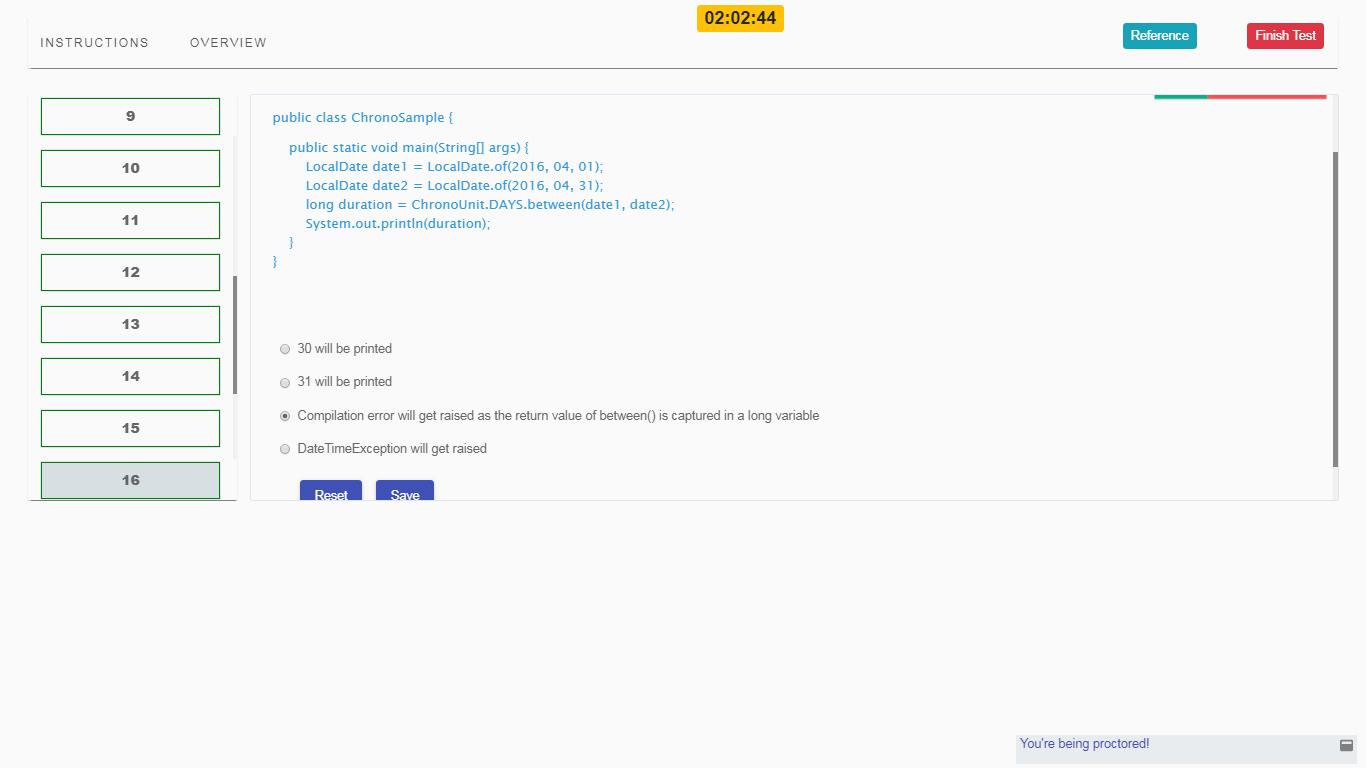 02:02:44
INSTRUCTIONS
OVERVIEW
Reference
Finish Test
9
10
11
12
13
14
15
16
public class ChronoSample {
public static void main(String[] args) {
LocalDate date1 = LocalDate.of(2016, 04, 01);
LocalDate date2 = LocalDate.of(2016, 04, 31);
long duration = ChronoUnit.DAYS.between(date1, date2);
System.out.println(duration);
}
}
30 will be printed
31 will be printed
Compilation error will get raised as the return value of between() is captured in a long variable
DateTimeException will get raised
Reset
Save
You're being proctored!